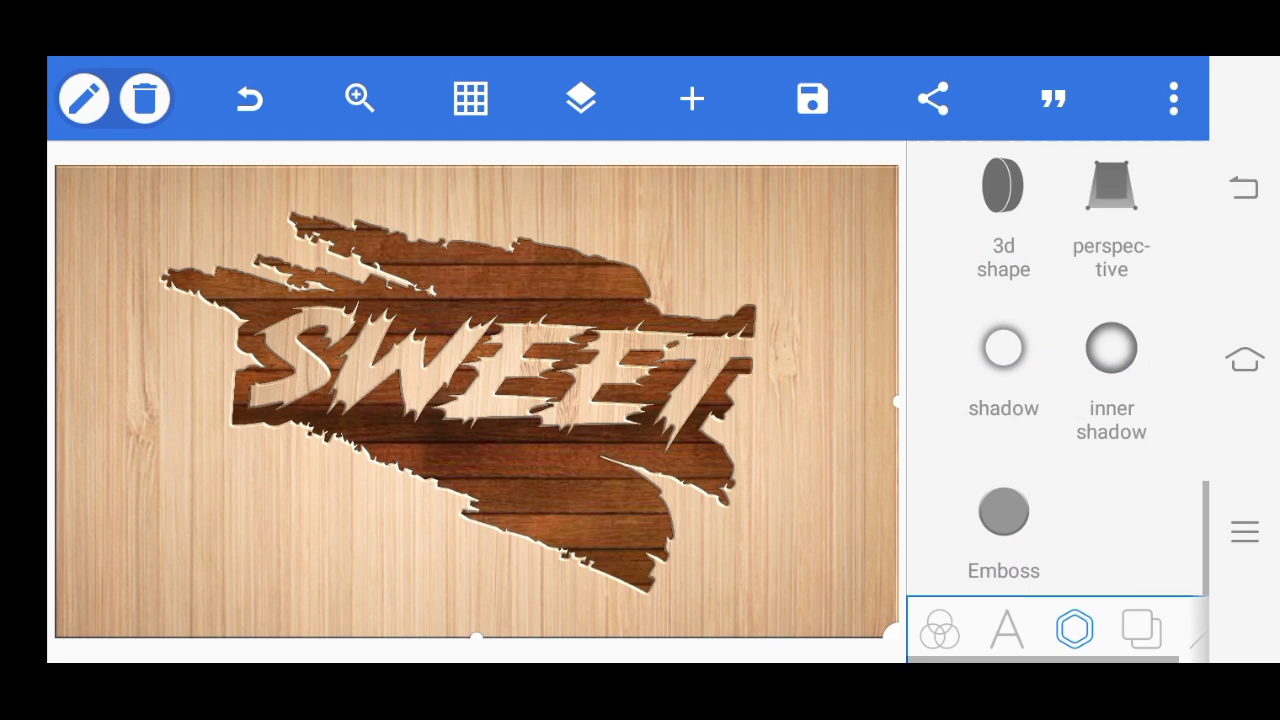 SWEET
3d
shape
perspec-
tive
shadow
inner
shadow
Emboss